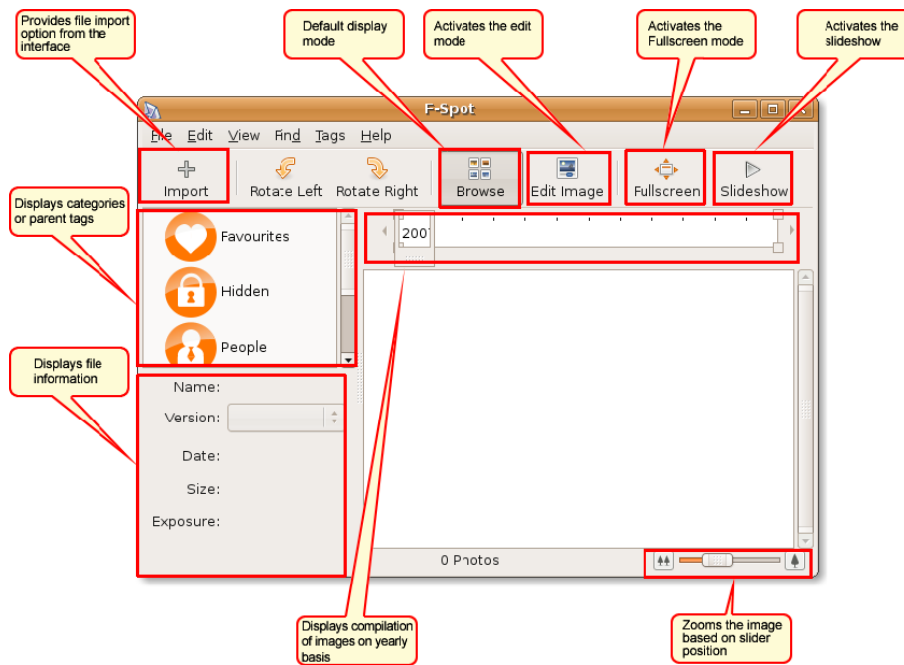 Provides file import
option from the
interface
Default display
mode
Activates the edit
mode
Activates the
Fullscreen mode
Activates the
slideshow
F-Spot
File Edit View Find Tags Help
Import Rotate Left Rotate Right Browse Edit Image Fullscreen Slideshow
Displays categories
or parent tags
Favourites
2007
Hidden
People
Displays file
information
Name:
Version:
Date:
Size:
Exposure:
0 Photos
Displays compilation
of images on yearly
basis
Zooms the image
based on slider
position